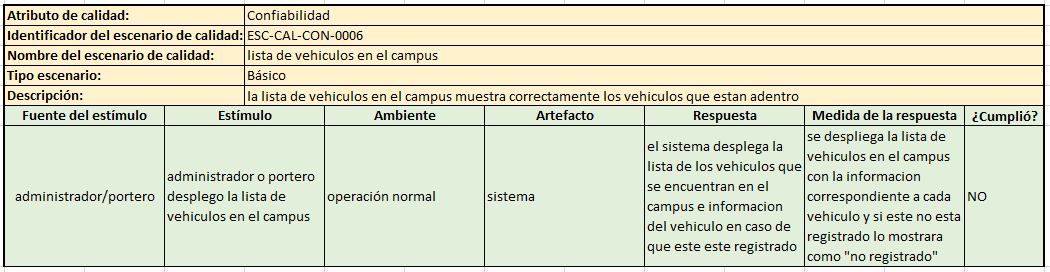 Atributo de calidad: Confiabilidad
Identificador del escenario de calidad: ESC-CAL-CON-0006
Nombre del escenario de calidad: lista de vehiculos en el campus
Tipo escenario: Básico
Descripción: la lista de vehiculos en el campus muestra correctamente los vehiculos que estan adentro
Fuente del estímulo Estímulo Ambiente Artefacto Respuesta Medida de la respuesta ¿Cumplió?
administrador/portero
administrador o portero
desplego la lista de
vehiculos en el campus
operación normal
sistema
el sistema desplega la
lista de los vehiculos que
se encuentran en el
campus e informacion
del vehiculo en caso de
que este este registrado
se despliega la lista de
vehiculos en el campus
con la informacion
correspondiente a cada
vehiculo y si este no esta
registrado lo mostrara
como "no registrado"
NO